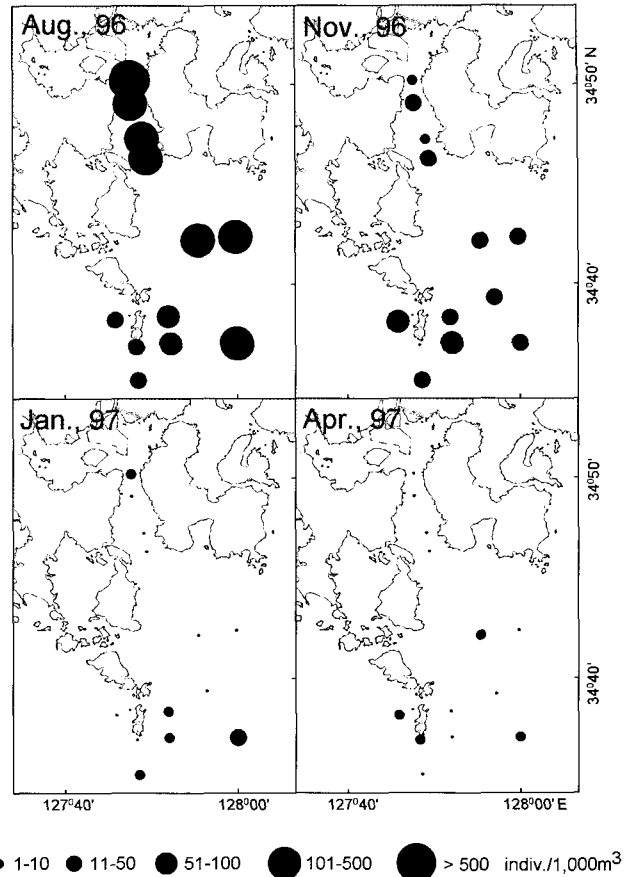 Aug., 96
Nov., 96
34°50' N
34°40'
Jan., 97
Apr., 97
34°50'
34°40'
127°40'
128°00'
127°40'
128°00' E
1-10 11-50 51-100 101-500 > 500 indiv./1,000m³